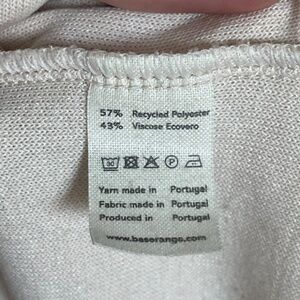 57% Recycled Polyester
43% Viscose Ecovero
30 P
Yarn made in Portugal
Fabric made in Portugal
Produced in Portugal
www.baserange.com